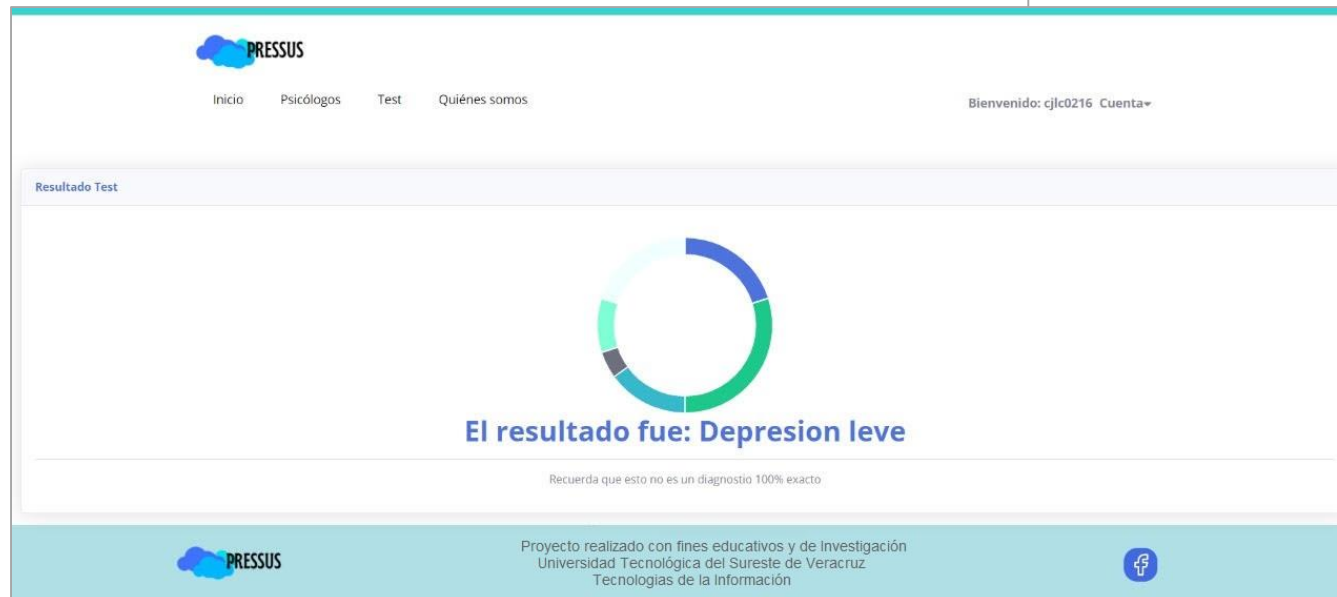 PRESSUS
Inicio Psicólogos Test Quiénes somos
Bienvenido: cjlc0216 Cuenta
Resultado Test
El resultado fue: Depresion leve
Recuerda que esto no es un diagnostio 100% exacto
PRESSUS
Proyecto realizado con fines educativos y de Investigación
Universidad Tecnológica del Sureste de Veracruz
Tecnologias de la Información